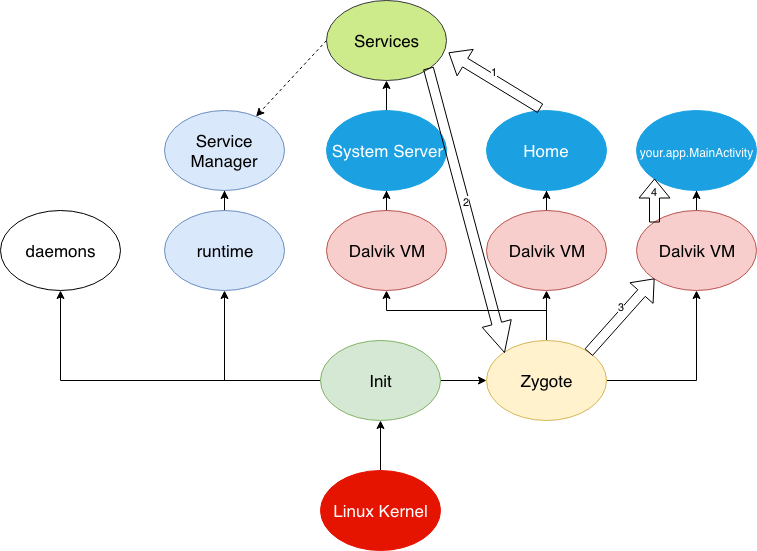 Services
1
Service
Manager
System Server
Home
your.app.MainActivity
2
4
daemons
runtime
Dalvik VM
Dalvik VM
Dalvik VM
3
Init
Zygote
Linux Kernel